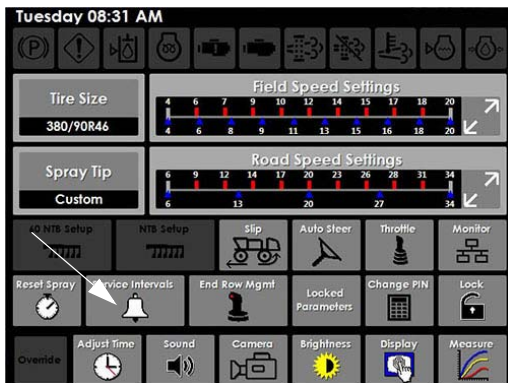 Tuesday 08:31 AM
Tire Size
380/90R46
Field Speed Settings
4 6 7 9 10 12 14 15 17 18 20
4 6 8 9 11 13 15 16 18 20
Spray Tip
Custom
Road Speed Settings
6 9 12 14 17 20 23 26 28 31 34
6 13 20 27 34
60 NTB Setup
NTB Setup
Slip
Auto Steer
Throttle
Monitor
Reset Spray
Service Intervals
End Row Mgmt
Locked
Parameters
Change PIN
Lock
Override
Adjust Time
Sound
Camera
Brightness
Display
Measure